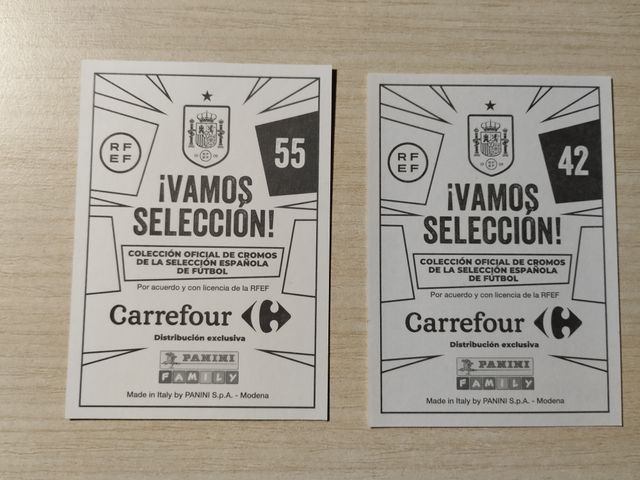 RF
EF
55
¡VAMOS
SELECCIÓN!
COLECCIÓN OFICIAL DE CROMOS
DE LA SELECCIÓN ESPAÑOLA
DE FÚTBOL
Por acuerdo y con licencia de la RFEF
Carrefour
Distribución exclusiva
PANINI
FAMILY
Made in Italy by PANINI S.p.A. - Modena
RF
EF
42
¡VAMOS
SELECCIÓN!
COLECCIÓN OFICIAL DE CROMOS
DE LA SELECCIÓN ESPAÑOLA
DE FÚTBOL
Por acuerdo y con licencia de la RFEF
Carrefour
Distribución exclusiva
PANINI
FAMILY
Made in Italy by PANINI S.p.A. - Modena